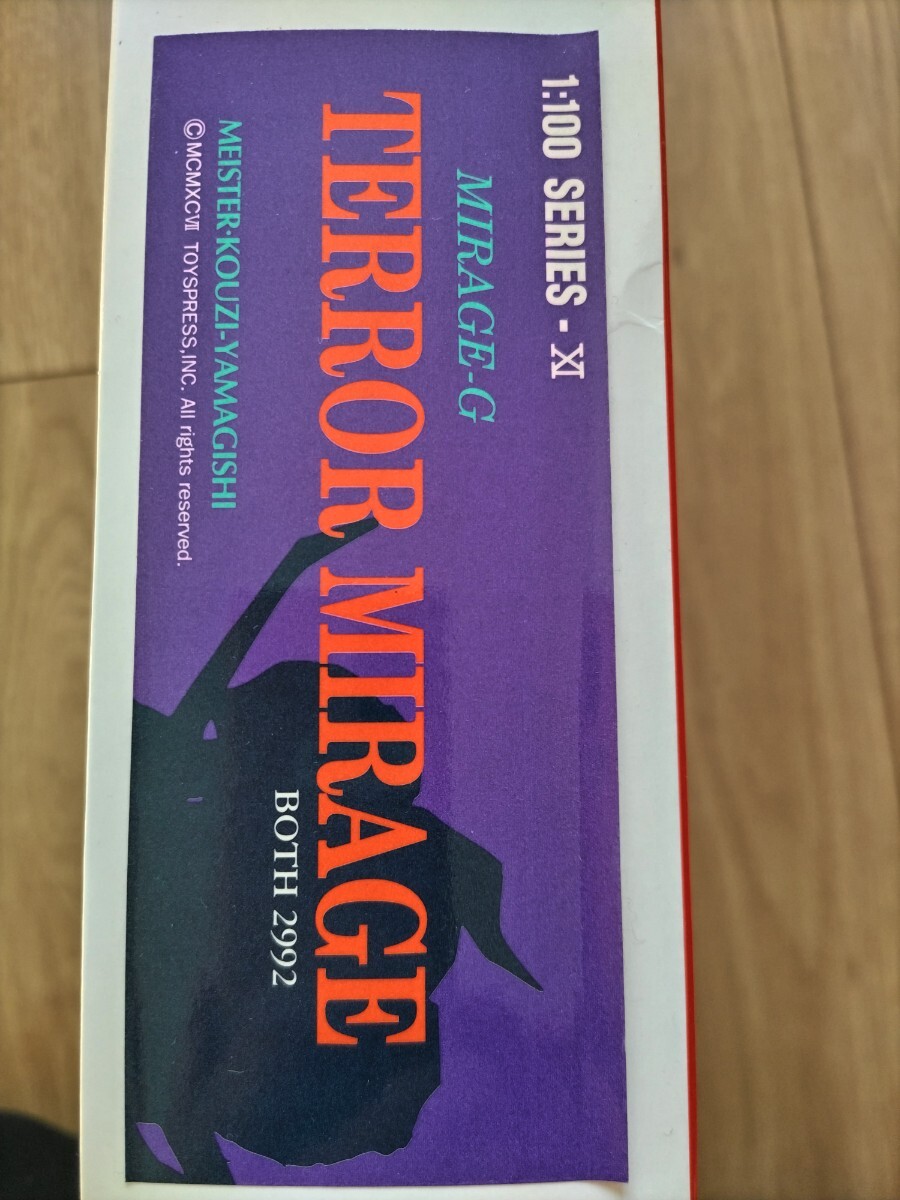 1:100 SERIES - XI
MIRAGE-G
TERROR MIRAGE
BOTH 2992
MEISTER·KOUZI-YAMAGISHI
©MCMXCVII TOYSPRESS,INC. All rights reserved.